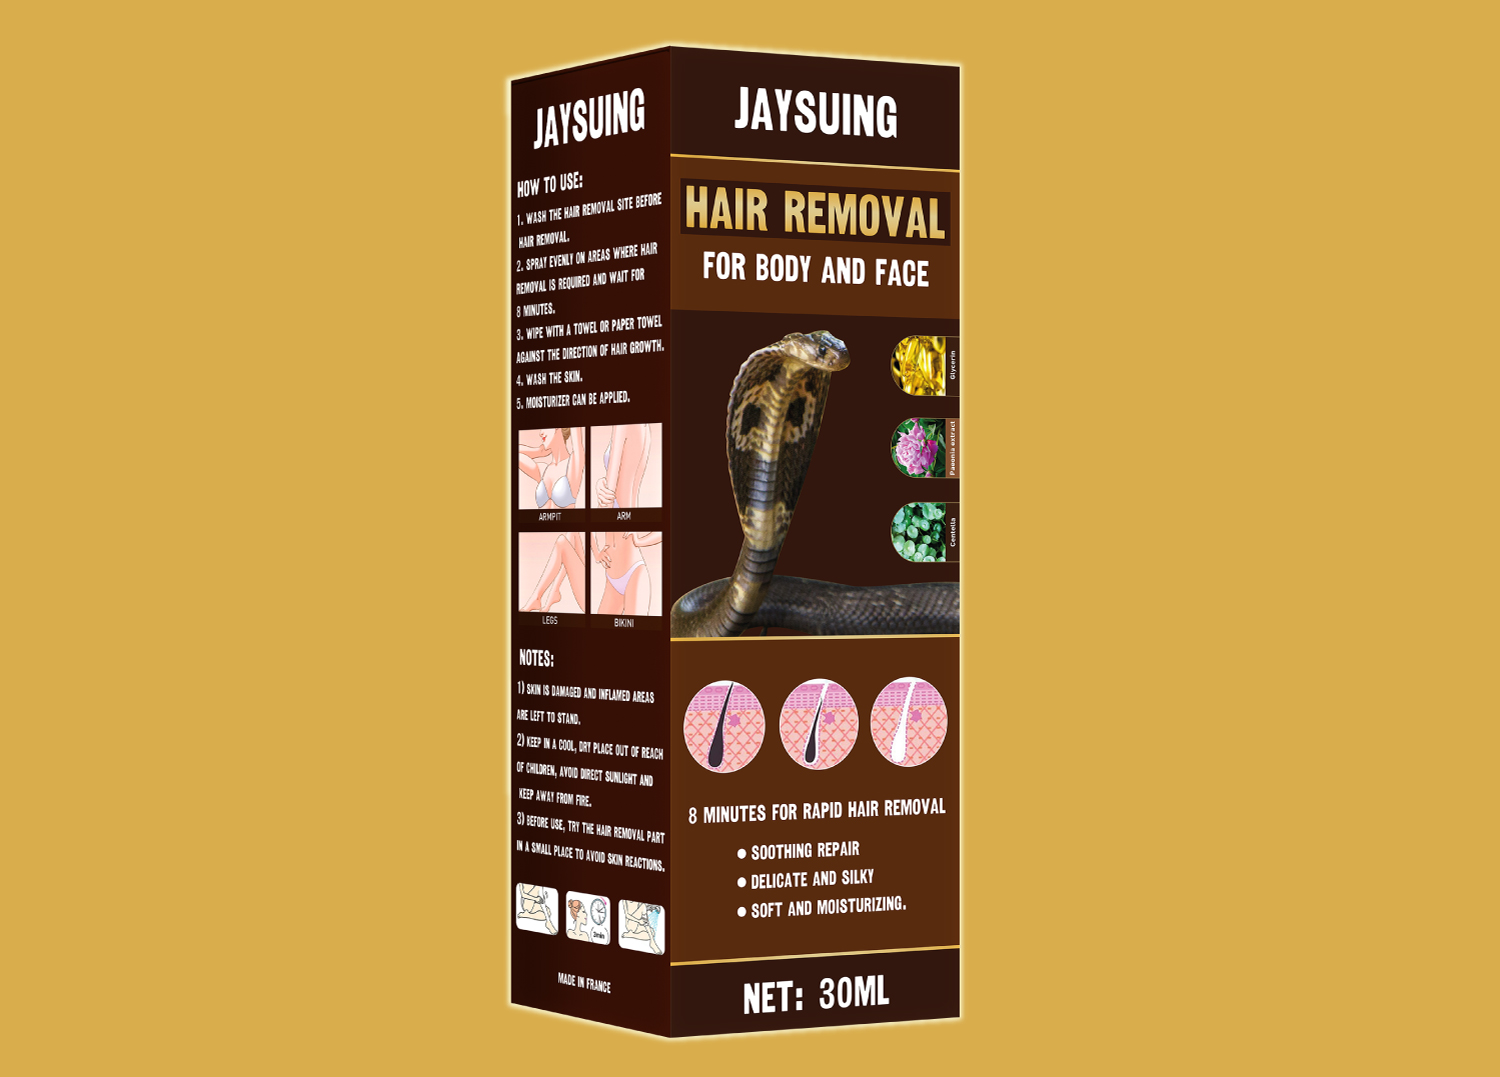 JAYSUING
HOW TO USE:
1. WASH THE HAIR REMOVAL SITE BEFORE
HAIR REMOVAL.
2. SPRAY EVENLY ON AREAS WHERE HAIR
REMOVAL IS REQUIRED AND WAIT FOR
8 MINUTES.
3. WIPE WITH A TOWEL OR PAPER TOWEL
AGAINST THE DIRECTION OF HAIR GROWTH.
4. WASH THE SKIN.
5. MOISTURIZER CAN BE APPLIED.
ARMPIT
ARM
LEGS
BIKINI
NOTES:
1) SKIN IS DAMAGED AND INFLAMED AREAS
ARE LEFT TO STAND.
2) KEEP IN A COOL, DRY PLACE OUT OF REACH
OF CHILDREN, AVOID DIRECT SUNLIGHT AND
KEEP AWAY FROM FIRE.
3) BEFORE USE, TRY THE HAIR REMOVAL PART
IN A SMALL PLACE TO AVOID SKIN REACTIONS.
MADE IN FRANCE
JAYSUING
HAIR REMOVAL
FOR BODY AND FACE
Glycerin
Paeonia extract
Centella
8 MINUTES FOR RAPID HAIR REMOVAL
● SOOTHING REPAIR
● DELICATE AND SILKY
● SOFT AND MOISTURIZING.
NET: 30ML